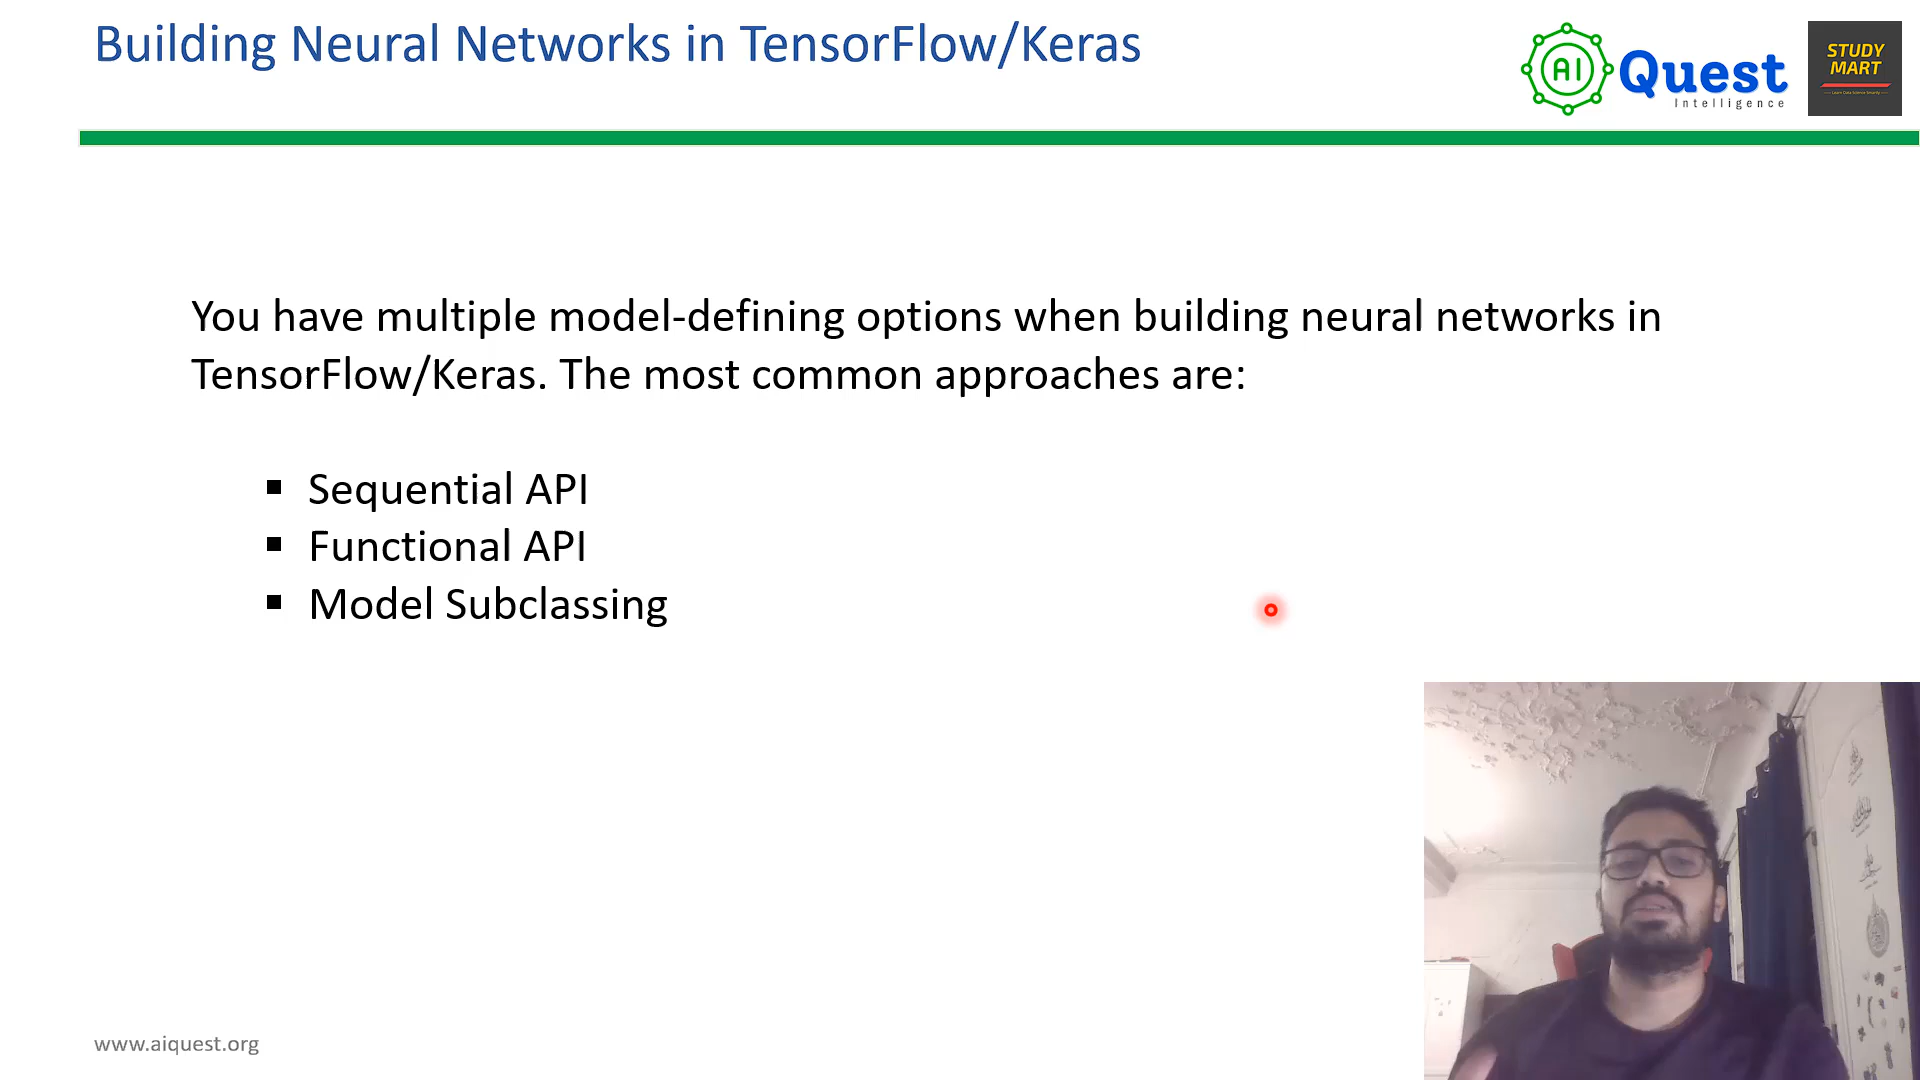 Building Neural Networks in TensorFlow/Keras
AI Quest
Intelligence
STUDY
MART
You have multiple model-defining options when building neural networks in
TensorFlow/Keras. The most common approaches are:
▪ Sequential API
▪ Functional API
▪ Model Subclassing
www.aiquest.org